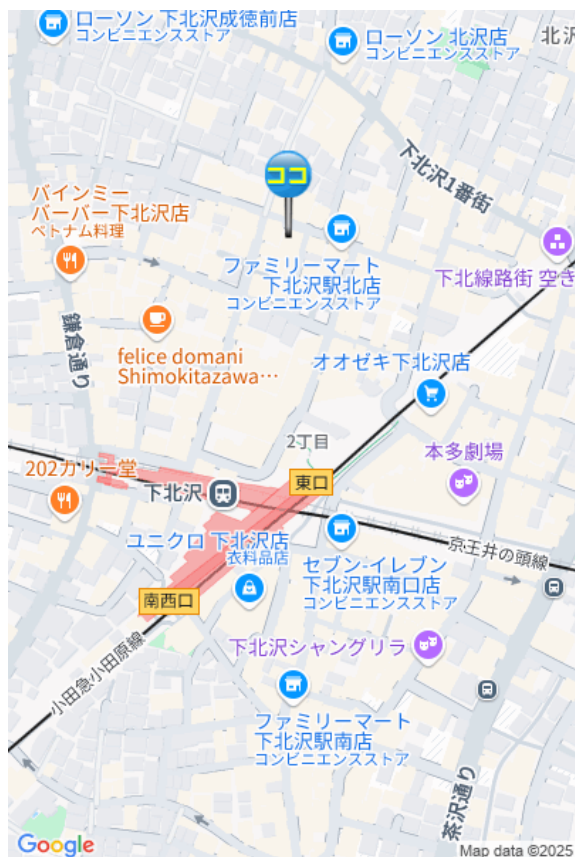 ローソン 下北沢成徳前店
コンビニエンスストア
ローソン 北沢店
コンビニエンスストア
北沢
下北沢1番街
ココ
バインミー
バーバー下北沢店
ベトナム料理
ファミリーマート
下北沢駅北店
コンビニエンスストア
下北線路街 空き
鎌倉通り
felice domani
Shimokitazawa…
オオゼキ下北沢店
2丁目
本多劇場
202カリー堂
下北沢
東口
ユニクロ 下北沢店
衣料品店
京王井の頭線
セブン-イレブン
下北沢駅南口店
コンビニエンスストア
南西口
小田急小田原線
下北沢シャングリラ
ファミリーマート
下北沢駅南店
コンビニエンスストア
茶沢通り
Google
Map data ©2025